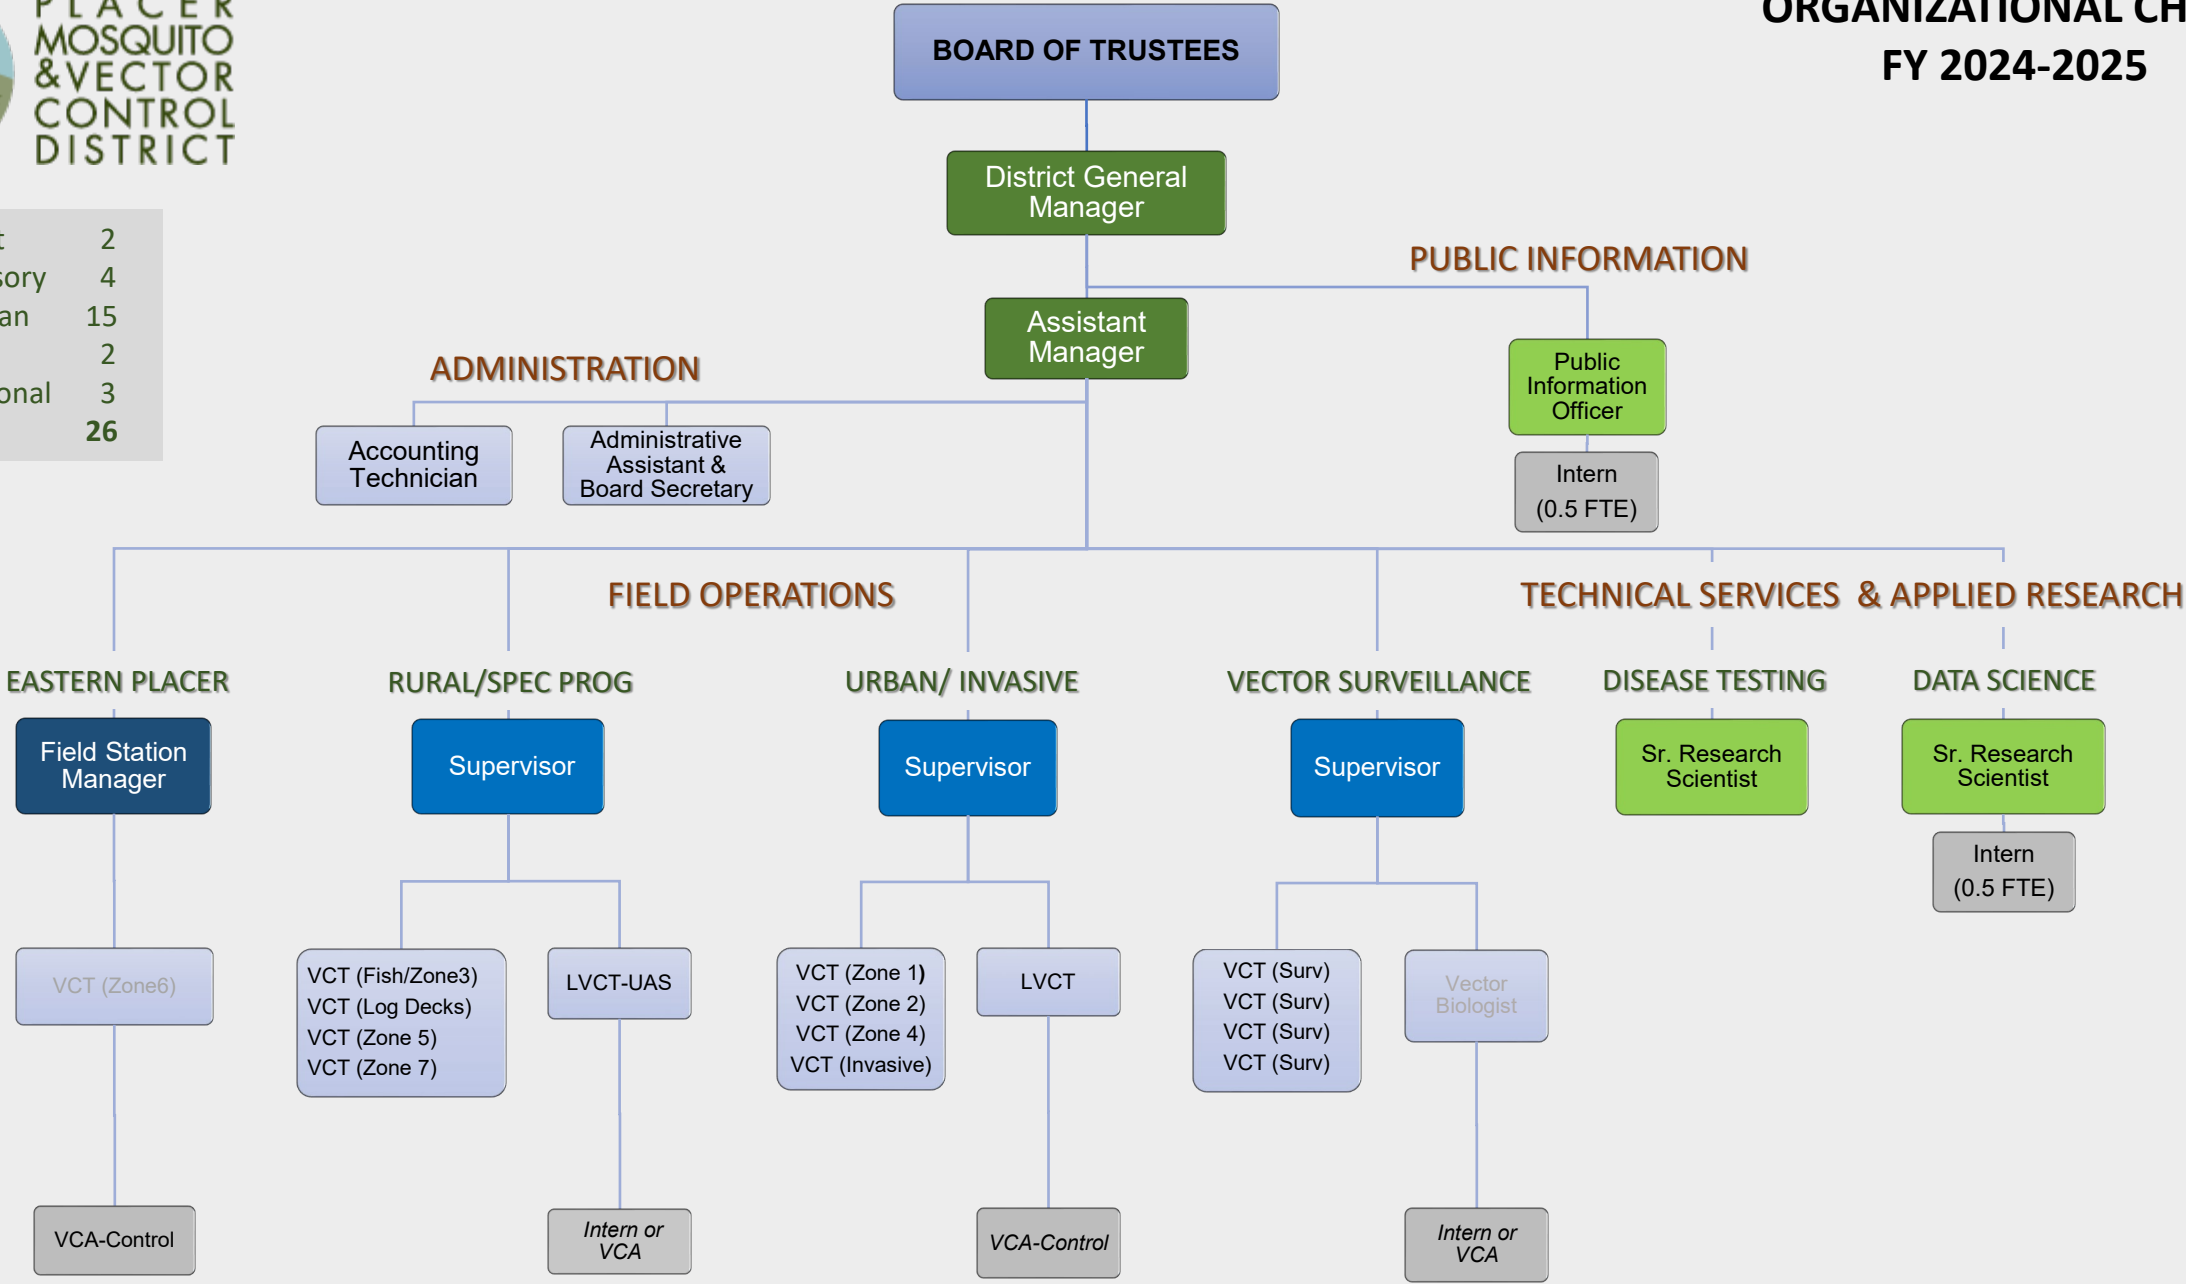 PLACER
MOSQUITO
&VECTOR
CONTROL
DISTRICT
ORGANIZATIONAL CH
FY 2024-2025
BOARD OF TRUSTEES
District General
Manager
t 2
sory 4
an 15
2
onal 3
26
PUBLIC INFORMATION
Assistant
Manager
Public
Information
Officer
Intern
(0.5 FTE)
ADMINISTRATION
Accounting
Technician
Administrative
Assistant &
Board Secretary
FIELD OPERATIONS
TECHNICAL SERVICES & APPLIED RESEARCH
EASTERN PLACER
RURAL/SPEC PROG
URBAN/ INVASIVE
VECTOR SURVEILLANCE
DISEASE TESTING
DATA SCIENCE
Field Station
Manager
Supervisor
Supervisor
Supervisor
Sr. Research
Scientist
Sr. Research
Scientist
Intern
(0.5 FTE)
VCT (Zone6)
VCT (Fish/Zone3)
VCT (Log Decks)
VCT (Zone 5)
VCT (Zone 7)
LVCT-UAS
VCT (Zone 1)
VCT (Zone 2)
VCT (Zone 4)
VCT (Invasive)
LVCT
VCT (Surv)
VCT (Surv)
VCT (Surv)
VCT (Surv)
Vector
Biologist
VCA-Control
Intern or
VCA
VCA-Control
Intern or
VCA